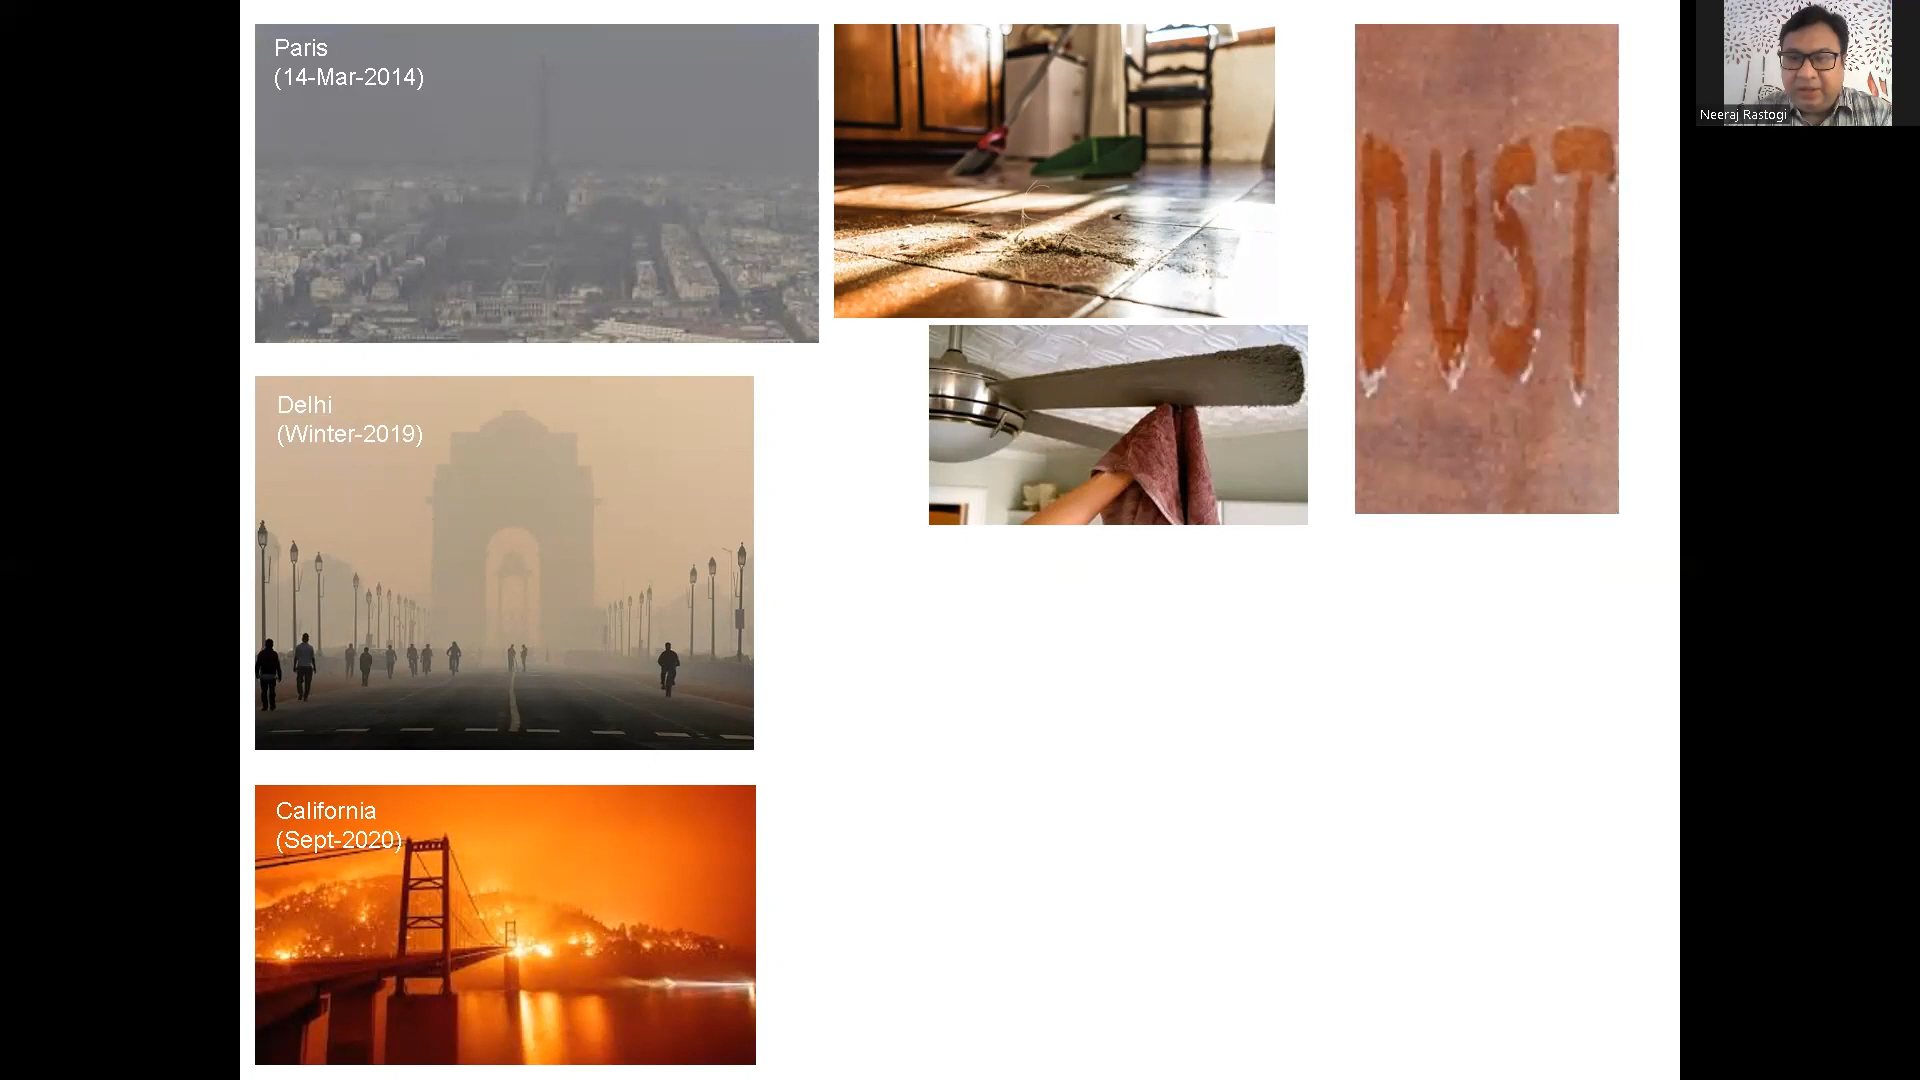 Paris
(14-Mar-2014)
DUST
Neeraj Rastogi
Delhi
(Winter-2019)
California
(Sept-2020)